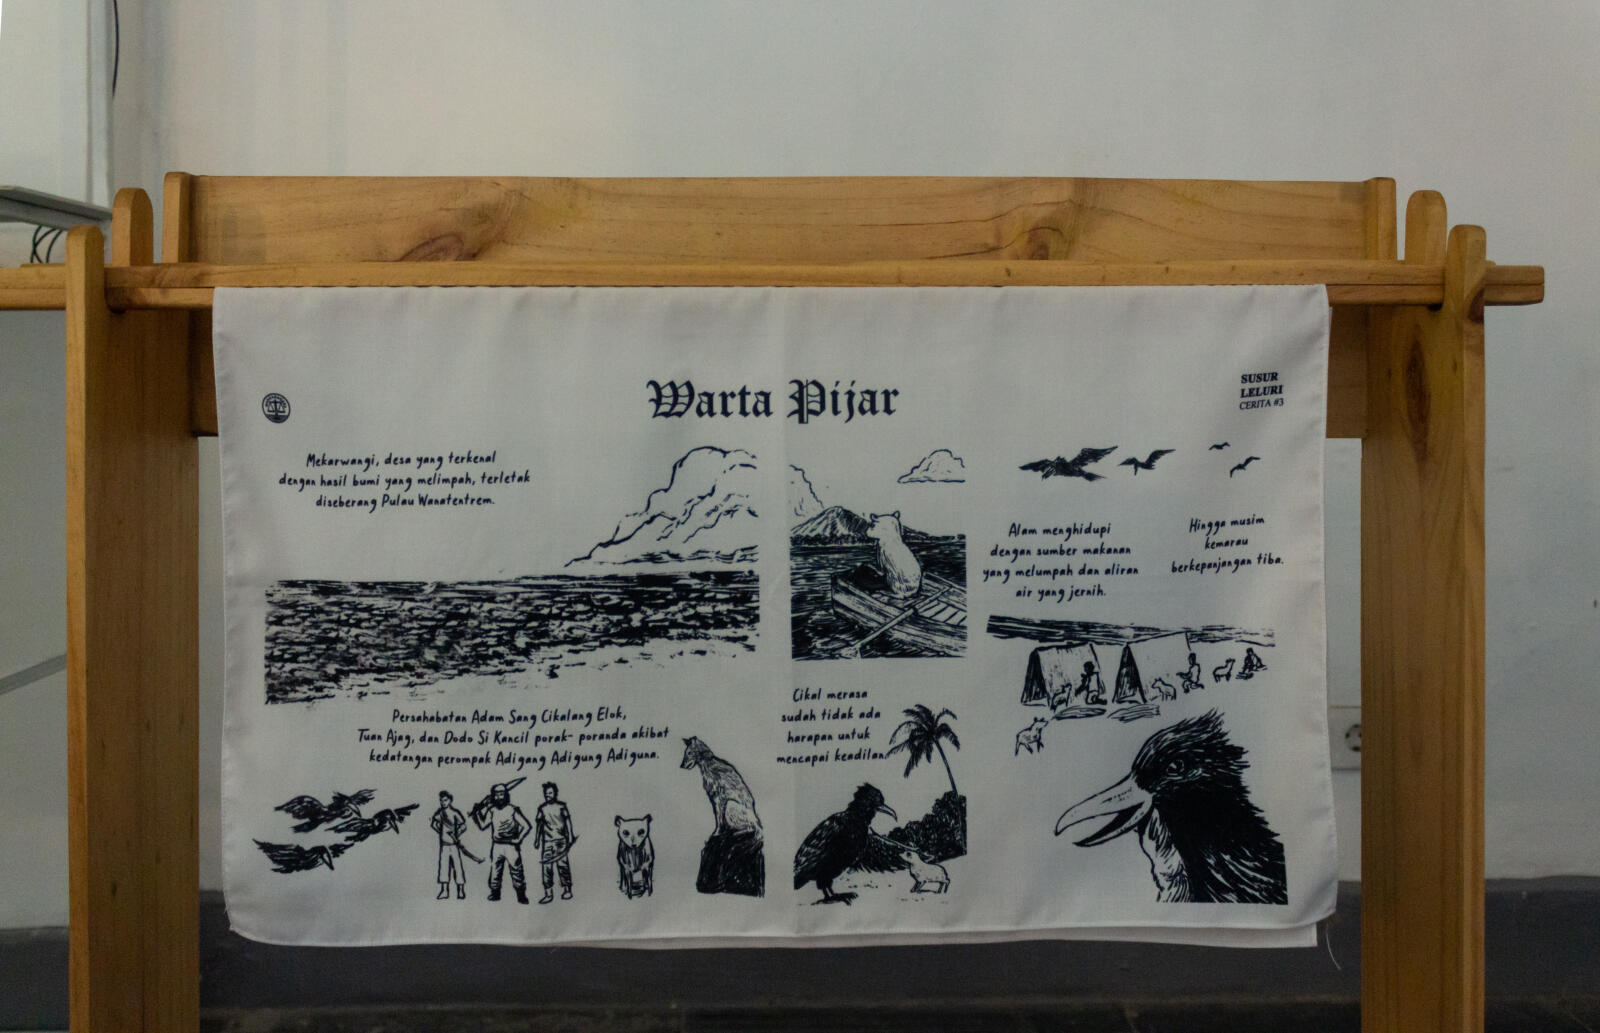 Warta Pijar
SUSUR
LELURI
CERITA #3
Mekarwangi, desa yang terkenal
dengan hasil bumi yang melimpah, terletak
diseberang Pulau Wanatentrem.
Alam menghidupi
dengan sumber makanan
yang melumpah dan aliran
air yang jernih.
Hingga musim
kemarau
berkepanjangan tiba.
Persahabatan Adam Sang Cikalang Elok,
Tuan Ajag, dan Dodo Si Kancil porak- poranda akibat
kedatangan perompak Adigang Adigung Adiguna.
Cikal merasa
sudah tidak ada
harapan untuk
mencapai keadilan.